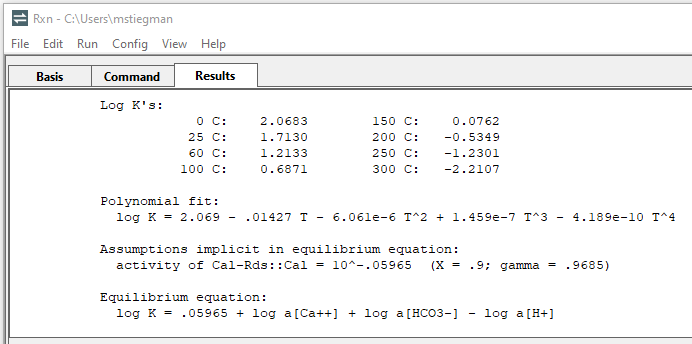 Rxn - C:\Users\mstiegman
File Edit Run Config View Help
Basis Command Results
Log K's:
0 C: 2.0683 150 C: 0.0762
25 C: 1.7130 200 C: -0.5349
60 C: 1.2133 250 C: -1.2301
100 C: 0.6871 300 C: -2.2107
Polynomial fit:
log K = 2.069 - .01427 T - 6.061e-6 T^2 + 1.459e-7 T^3 - 4.189e-10 T^4
Assumptions implicit in equilibrium equation:
activity of Cal-Rds::Cal = 10^-.05965 (X = .9; gamma = .9685)
Equilibrium equation:
log K = .05965 + log a[Ca++] + log a[HCO3-] - log a[H+]